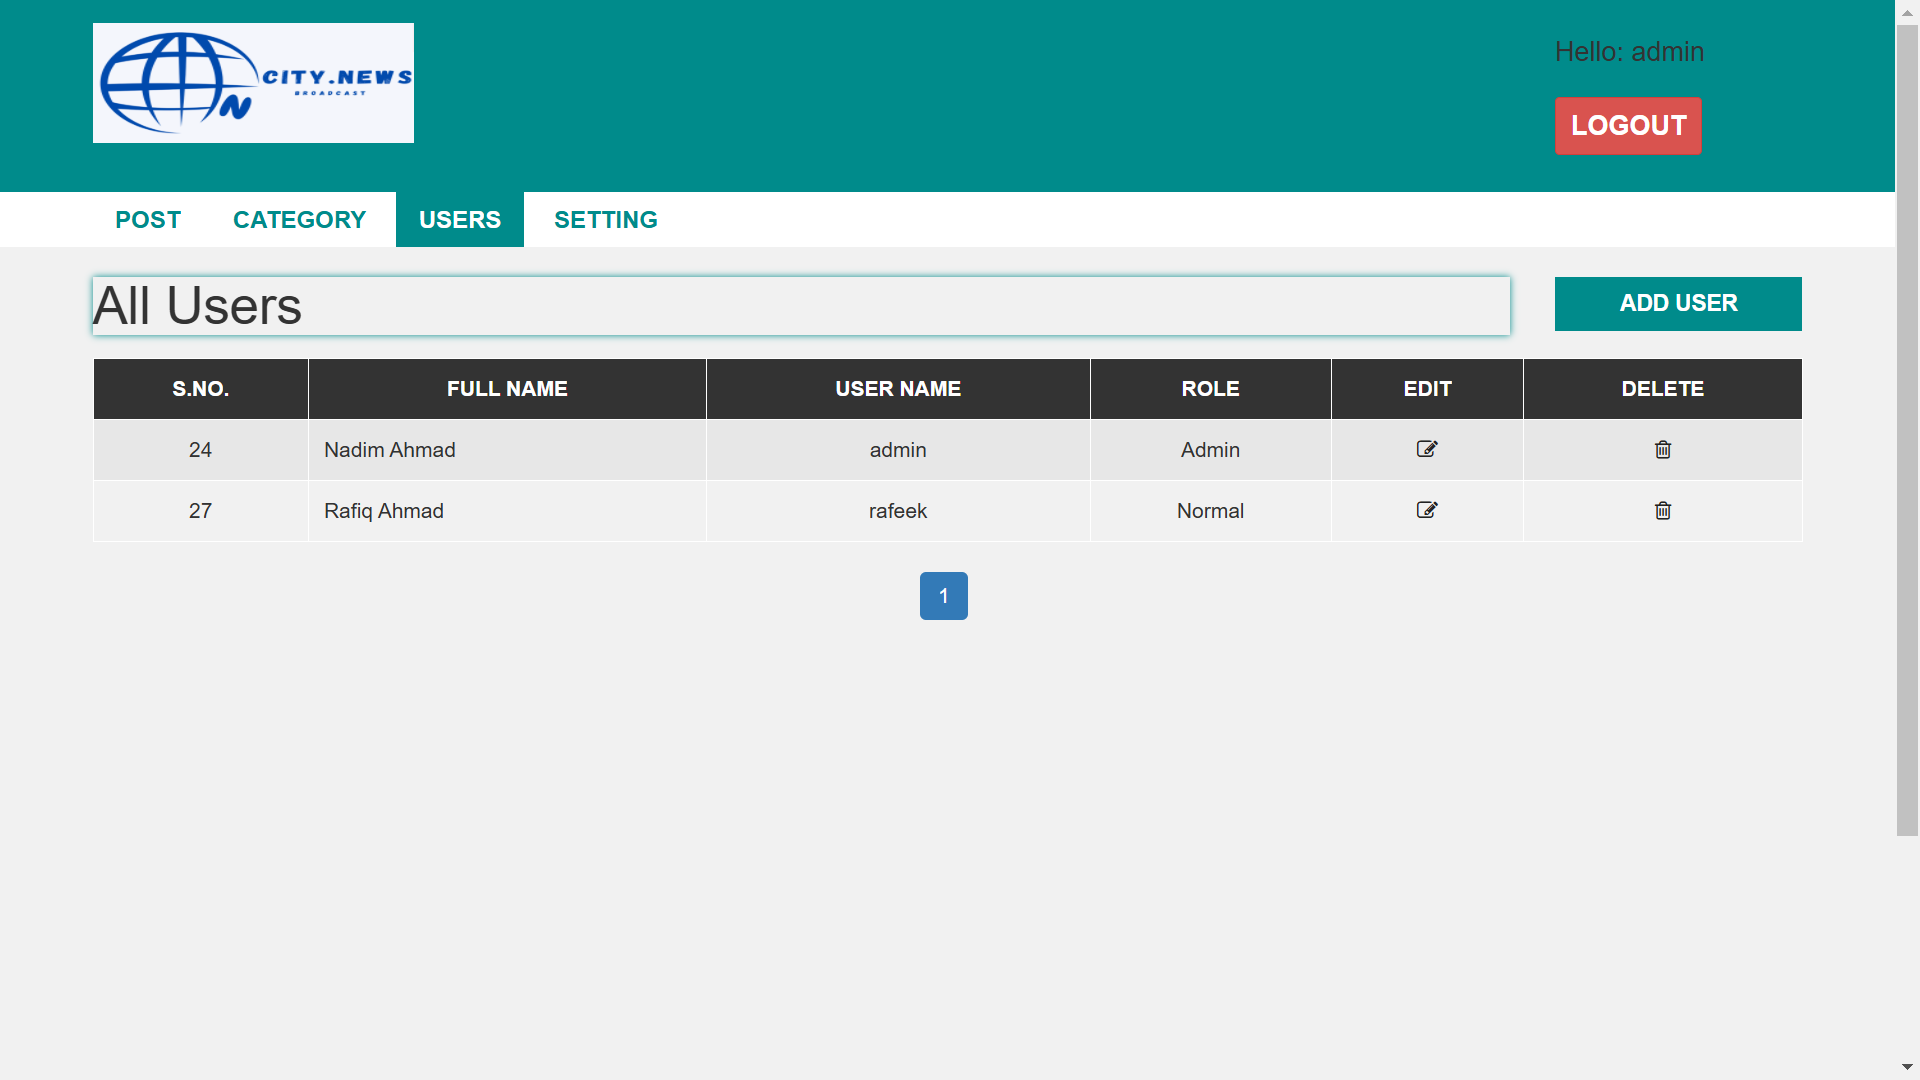 CITY.NEWS
BROADCAST
N
Hello: admin
LOGOUT
POST CATEGORY USERS SETTING
All Users
ADD USER
S.NO. FULL NAME USER NAME ROLE EDIT DELETE
24 Nadim Ahmad admin Admin
27 Rafiq Ahmad rafeek Normal
1